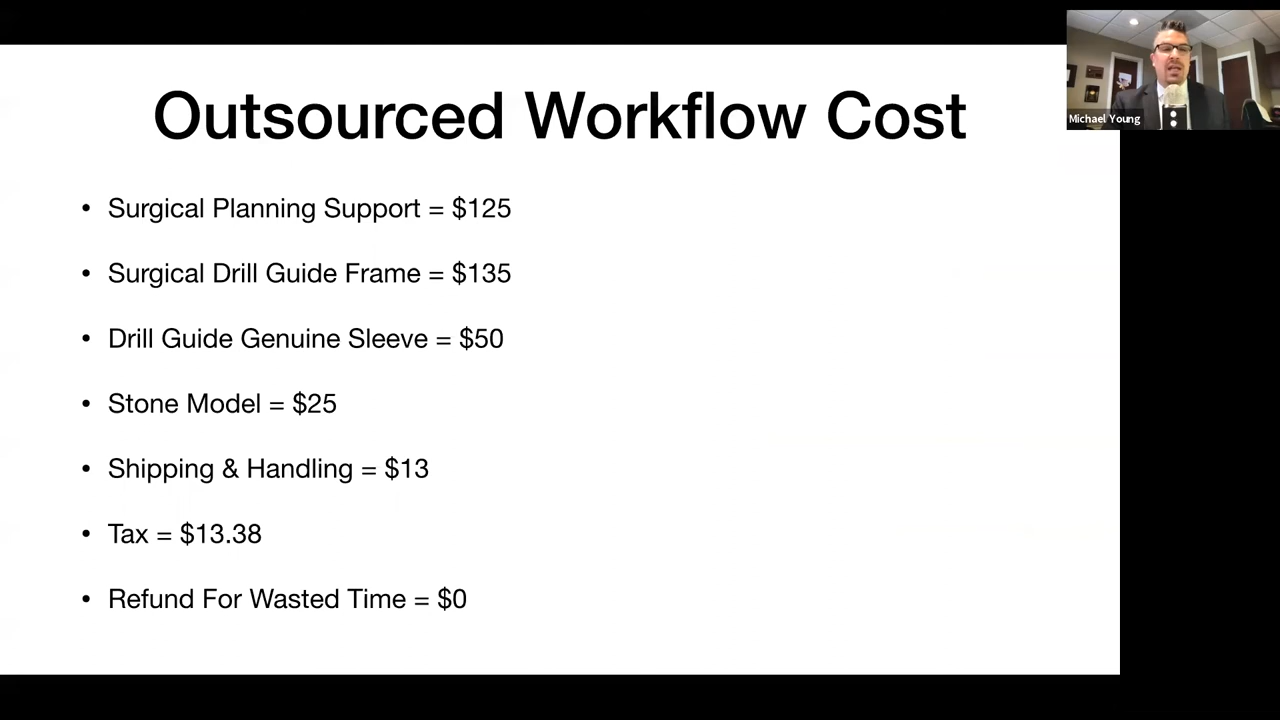 Outsourced Workflow Cost
• Surgical Planning Support = $125
• Surgical Drill Guide Frame = $135
• Drill Guide Genuine Sleeve = $50
• Stone Model = $25
• Shipping & Handling = $13
• Tax = $13.38
• Refund For Wasted Time = $0
Michael Young